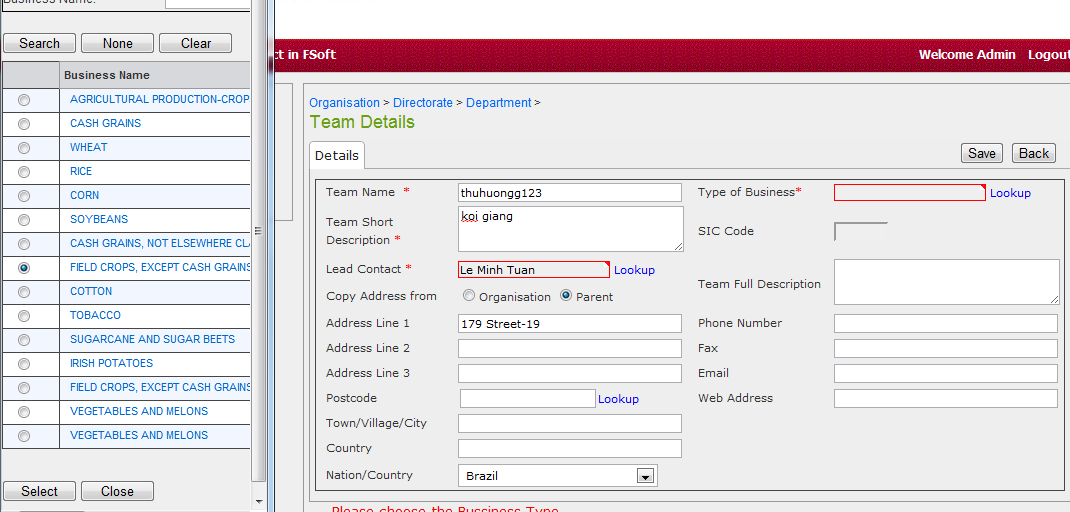 Business Name:
Search None Clear
Business Name
AGRICULTURAL PRODUCTION-CROP
CASH GRAINS
WHEAT
RICE
CORN
SOYBEANS
CASH GRAINS, NOT ELSEWHERE CL
FIELD CROPS, EXCEPT CASH GRAINS
COTTON
TOBACCO
SUGARCANE AND SUGAR BEETS
IRISH POTATOES
FIELD CROPS, EXCEPT CASH GRAINS
VEGETABLES AND MELONS
VEGETABLES AND MELONS
Select Close
ct in FSoft Welcome Admin Logout
Organisation > Directorate > Department >
Team Details
Details Save Back
Team Name * thuhuongg123 Type of Business* Lookup
Team Short
Description * koi giang SIC Code
Lead Contact * Le Minh Tuan Lookup Team Full Description
Copy Address from Organisation Parent
Address Line 1 179 Street-19 Phone Number
Address Line 2 Fax
Address Line 3 Email
Postcode Lookup Web Address
Town/Village/City
Country
Nation/Country Brazil
Please choose the Bussiness Type